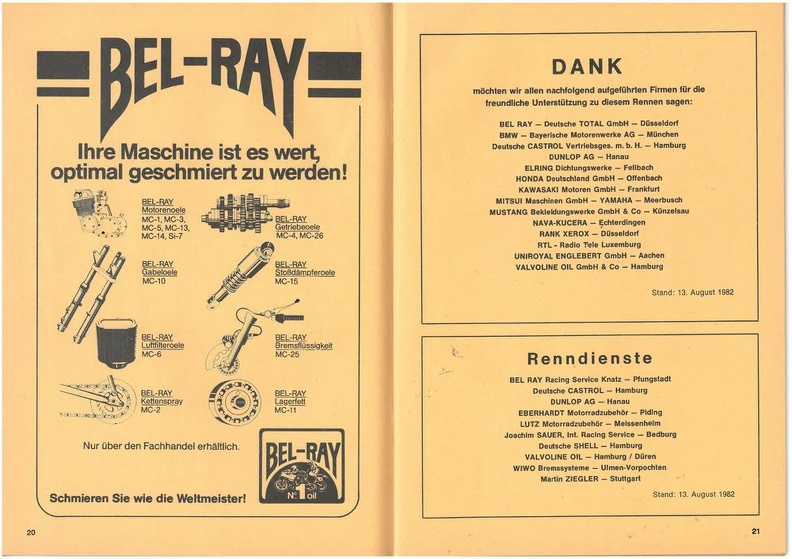 BEL-RAY
Ihre Maschine ist es wert,
optimal geschmiert zu werden!
BEL-RAY
Motorenoele
MC-1, MC-3,
MC-5, MC-13,
MC-14, Si-7
BEL-RAY
Getriebeoele
MC-4, MC-26
BEL-RAY
Gabeloele
MC-10
BEL-RAY
Stoßdämpferoele
MC-15
BEL-RAY
Luftfilteroele
MC-6
BEL-RAY
Bremsflüssigkeit
MC-25
BEL-RAY
Kettenspray
MC-2
BEL-RAY
Lagerfett
MC-11
Nur über den Fachhandel erhältlich.
BEL-RAY
Nº 1 oil
Schmieren Sie wie die Weltmeister!
20
DANK
möchten wir allen nachfolgend aufgeführten Firmen für die
freundliche Unterstützung zu diesem Rennen sagen:
BEL RAY — Deutsche TOTAL GmbH — Düsseldorf
BMW — Bayerische Motorenwerke AG — München
Deutsche CASTROL Vertriebsges. m. b. H. — Hamburg
DUNLOP AG — Hanau
ELRING Dichtungswerke — Fellbach
HONDA Deutschland GmbH — Offenbach
KAWASAKI Motoren GmbH — Frankfurt
MITSUI Maschinen GmbH — YAMAHA — Meerbusch
MUSTANG Bekleidungswerke GmbH & Co — Künzelsau
NAVA-KUCERA — Echterdingen
RANK XEROX — Düsseldorf
RTL - Radio Tele Luxemburg
UNIROYAL ENGLEBERT GmbH — Aachen
VALVOLINE OIL GmbH & Co — Hamburg
Stand: 13. August 1982
Renndienste
BEL RAY Racing Service Knatz — Pfungstadt
Deutsche CASTROL — Hamburg
DUNLOP AG — Hanau
EBERHARDT Motorradzubehör — Piding
LUTZ Motorradzubehör — Meissenheim
Joachim SAUER, Int. Racing Service — Bedburg
Deutsche SHELL — Hamburg
VALVOLINE OIL — Hamburg / Düren
WIWO Bremssysteme — Ulmen-Vorpochten
Martin ZIEGLER — Stuttgart
Stand: 13. August 1982
21